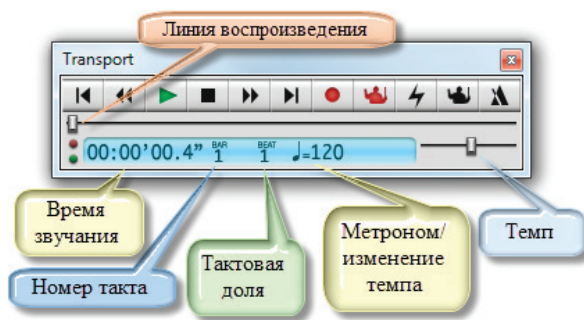 Линия воспроизведения
Transport
00:00'00.4" BAR 1 BEAT 1 ♩=120
Время
звучания
Номер такта
Тактовая
доля
Метроном/
изменение
темпа
Темп